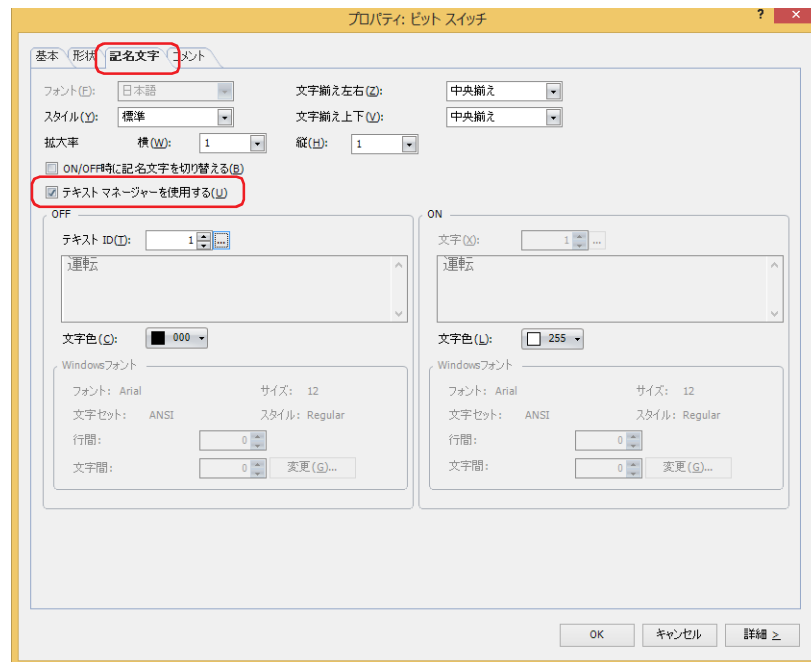 プロパティ: ビット スイッチ
? ×
基本 形状 記名文字 コメント
フォント(F): 日本語 文字揃え左右(Z): 中央揃え
スタイル(Y): 標準 文字揃え上下(V): 中央揃え
拡大率 横(W): 1 縦(H): 1
ON/OFF時に記名文字を切り替える(B)
テキスト マネージャーを使用する(U)
OFF
テキスト ID(T): 1 ...
運転
文字色(C): 000
Windowsフォント
フォント: Arial サイズ: 12
文字セット: ANSI スタイル: Regular
行間: 0
文字間: 0 変更(G)...
ON
文字(X): 1 ...
運転
文字色(L): 255
Windowsフォント
フォント: Arial サイズ: 12
文字セット: ANSI スタイル: Regular
行間: 0
文字間: 0 変更(G)...
OK キャンセル 詳細 >